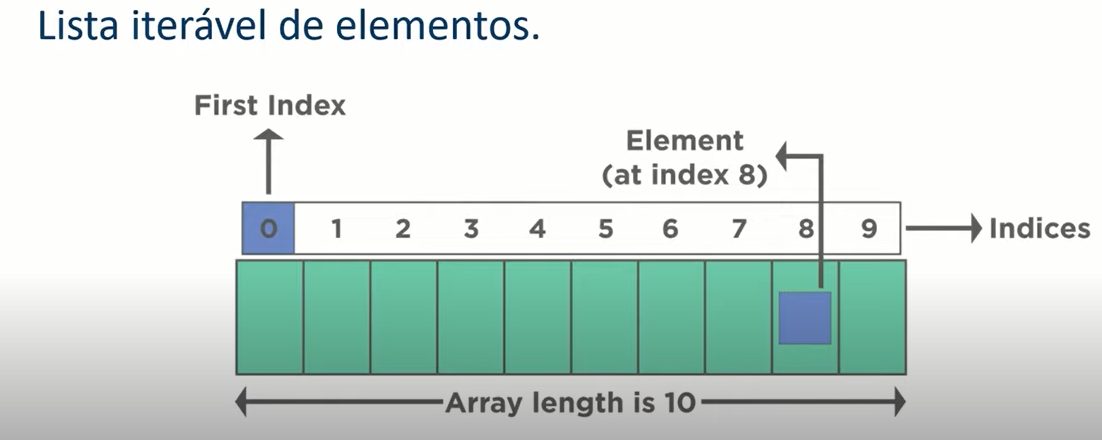 Lista iterável de elementos.
First Index
Element
(at index 8)
0 1 2 3 4 5 6 7 8 9
Indices
Array length is 10